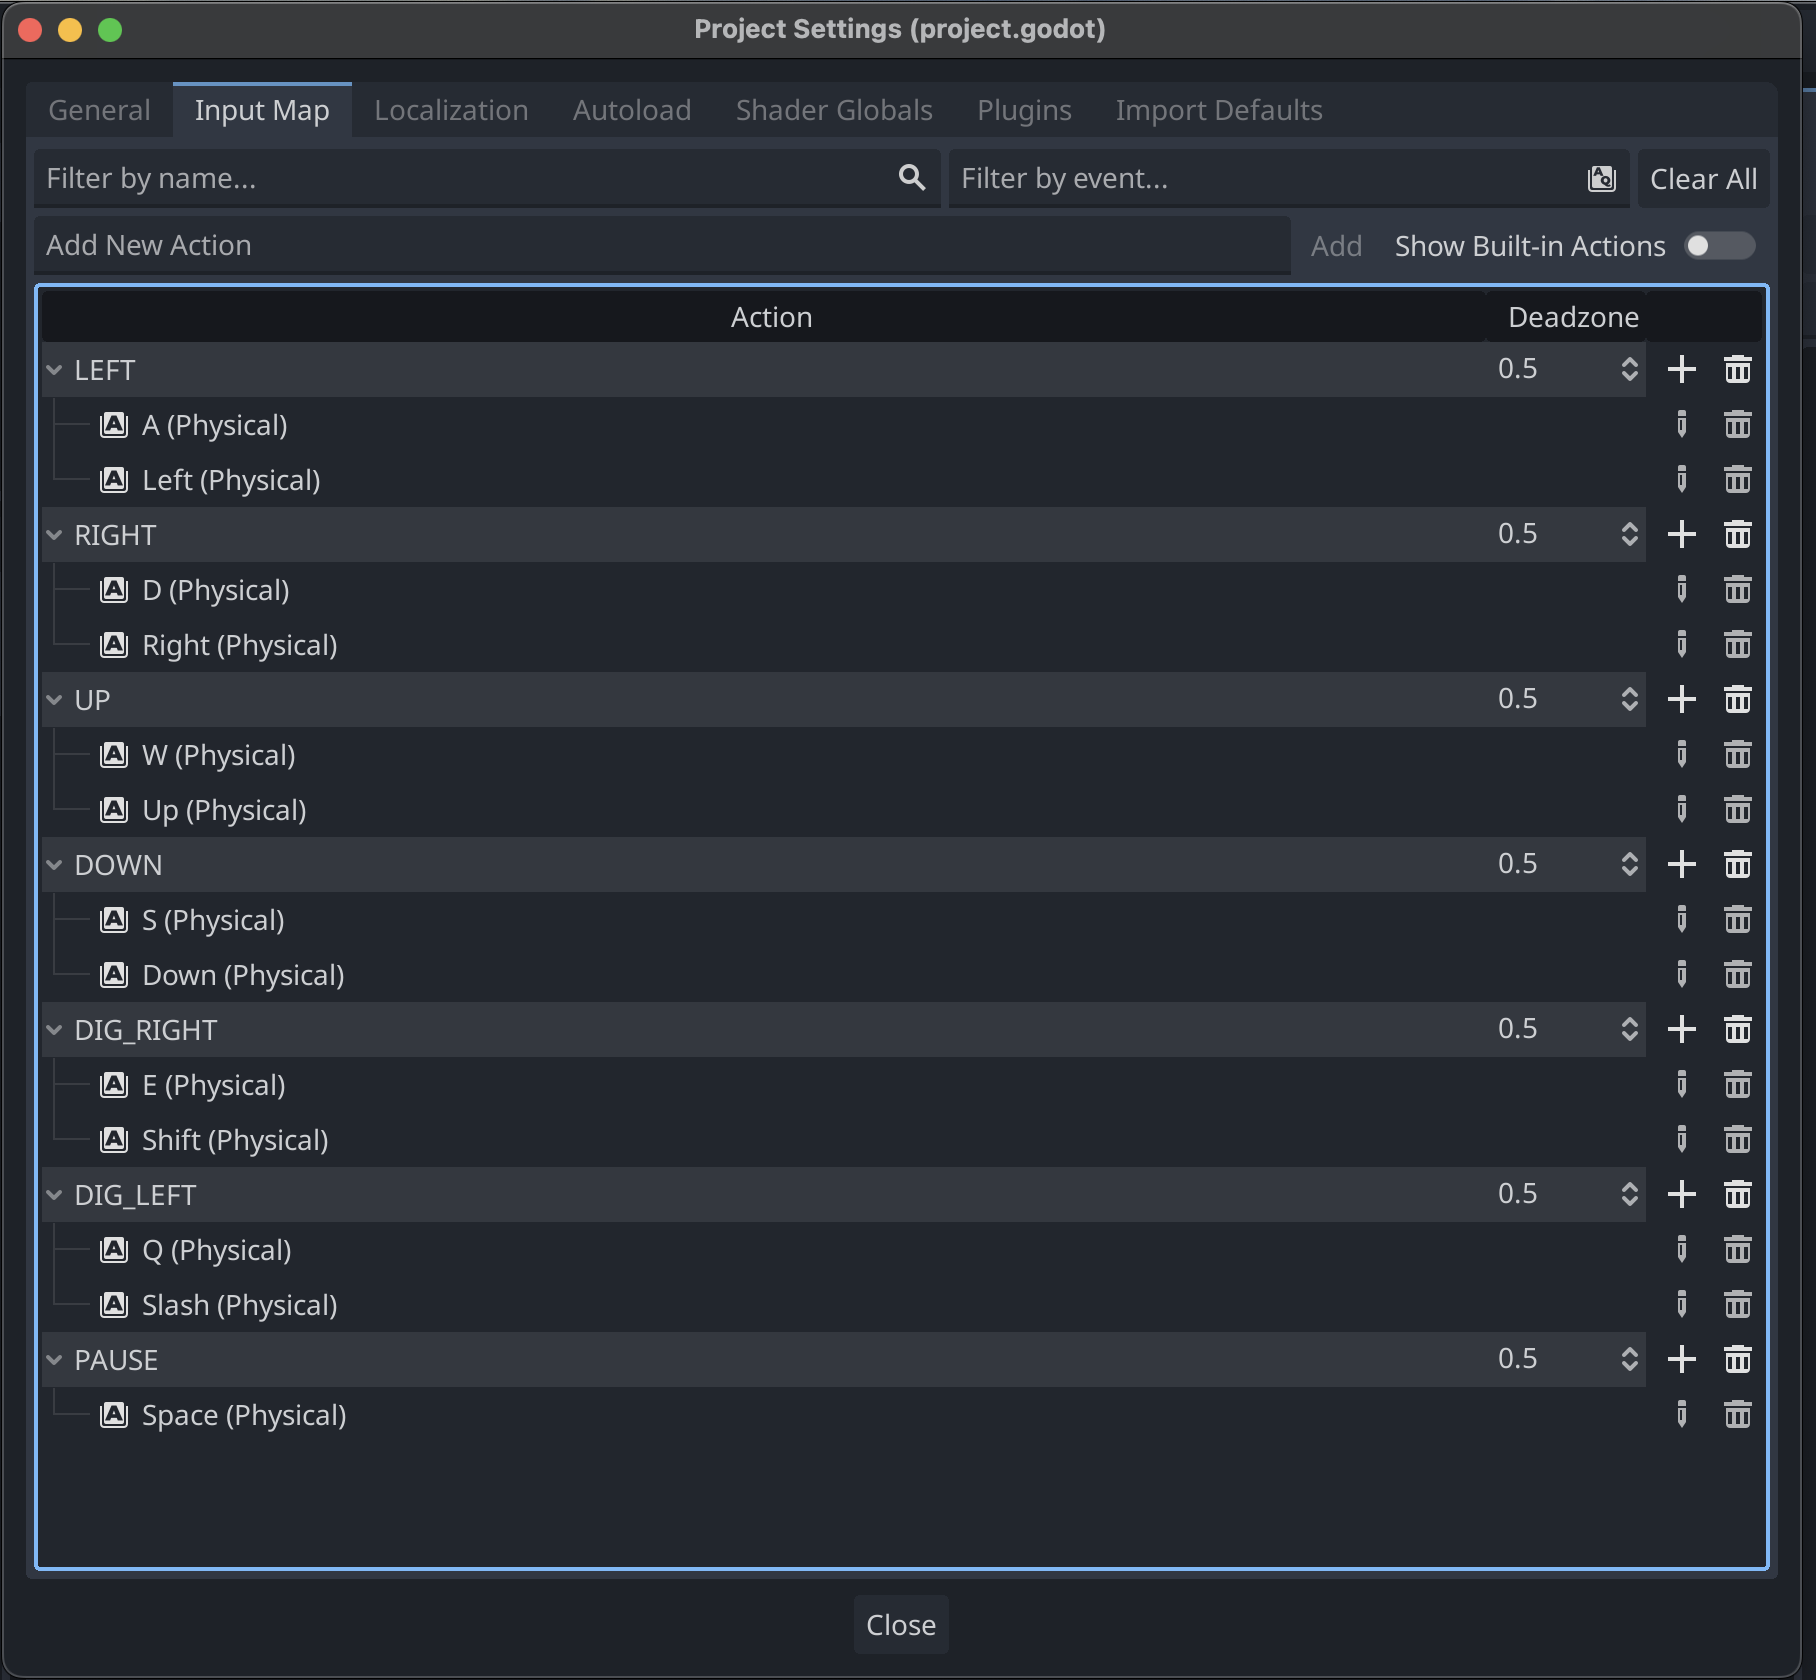 Project Settings (project.godot)
General Input Map Localization Autoload Shader Globals Plugins Import Defaults
Filter by name... Filter by event... Clear All
Add New Action Add Show Built-in Actions
Action Deadzone
LEFT 0.5
A (Physical)
Left (Physical)
RIGHT 0.5
D (Physical)
Right (Physical)
UP 0.5
W (Physical)
Up (Physical)
DOWN 0.5
S (Physical)
Down (Physical)
DIG_RIGHT 0.5
E (Physical)
Shift (Physical)
DIG_LEFT 0.5
Q (Physical)
Slash (Physical)
PAUSE 0.5
Space (Physical)
Close